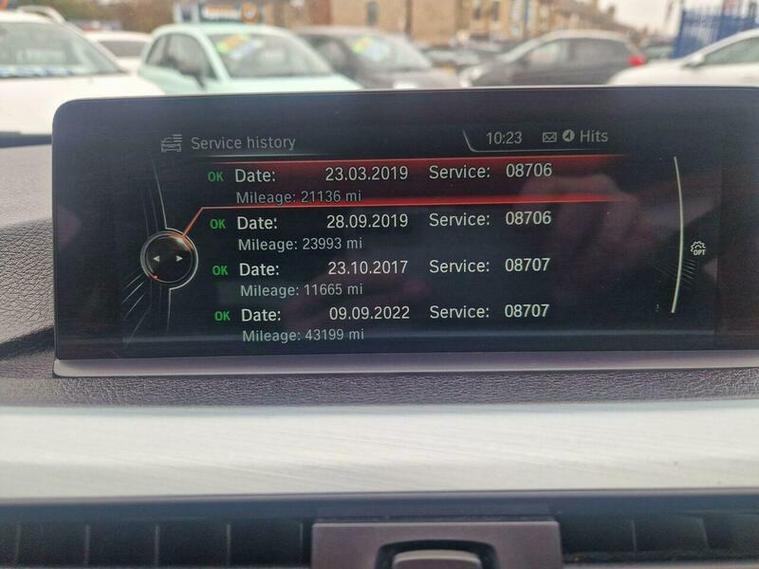 Service history
10:23 Hits
OK Date: 23.03.2019 Service: 08706
Mileage: 21136 mi
OK Date: 28.09.2019 Service: 08706
Mileage: 23993 mi
OK Date: 23.10.2017 Service: 08707
Mileage: 11665 mi
OK Date: 09.09.2022 Service: 08707
Mileage: 43199 mi
OPT